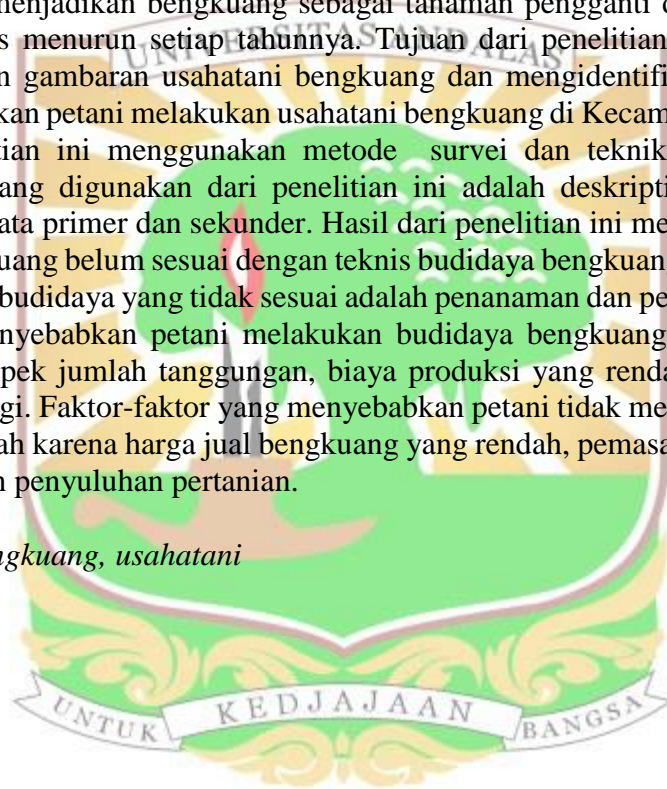 menjadikan bengkuang sebagai tanaman pengganti
s menurun setiap tahunnya. Tujuan dari penelitian
n gambaran usahatani bengkuang dan mengidentifi
kan petani melakukan usahatani bengkuang di Kecam
tian ini menggunakan metode survei dan teknik
ang digunakan dari penelitian ini adalah deskripti
ata primer dan sekunder. Hasil dari penelitian ini me
uang belum sesuai dengan teknis budidaya bengkuan
budidaya yang tidak sesuai adalah penanaman dan pe
nyebabkan petani melakukan budidaya bengkuang
pek jumlah tanggungan, biaya produksi yang renda
gi. Faktor-faktor yang menyebabkan petani tidak me
ah karena harga jual bengkuang yang rendah, pemasa
n penyuluhan pertanian.
ngkuang, usahatani
UNIVERSITAS ANDALAS
UNTUK KEDJAJAAN BANGSA